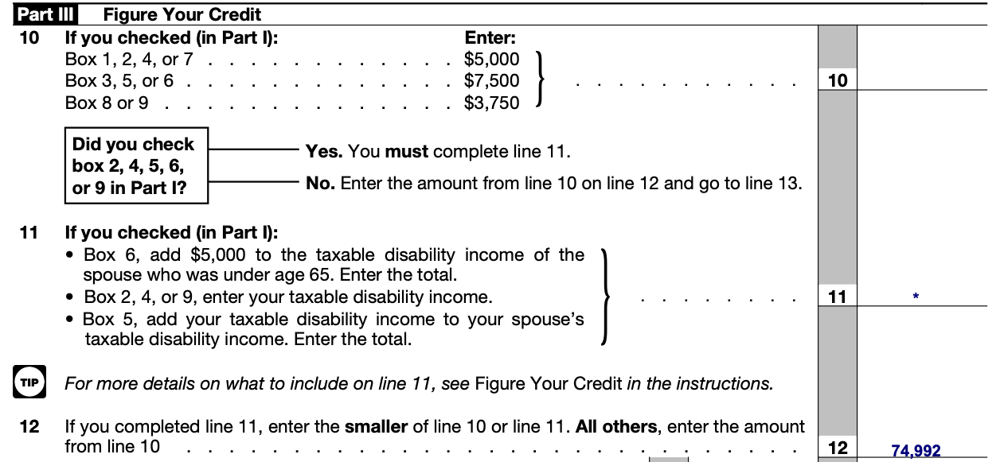 Part III Figure Your Credit
10 If you checked (in Part I): Enter:
Box 1, 2, 4, or 7 . . . . . . . . . . . . $5,000
Box 3, 5, or 6 . . . . . . . . . . . . . $7,500 } . . . . . . . . . . . 10
Box 8 or 9 . . . . . . . . . . . . . . $3,750
Did you check
box 2, 4, 5, 6,
or 9 in Part I?
Yes. You must complete line 11.
No. Enter the amount from line 10 on line 12 and go to line 13.
11 If you checked (in Part I):
• Box 6, add $5,000 to the taxable disability income of the
spouse who was under age 65. Enter the total.
• Box 2, 4, or 9, enter your taxable disability income. } . . . . . . . . 11 *
• Box 5, add your taxable disability income to your spouse's
taxable disability income. Enter the total.
TIP For more details on what to include on line 11, see Figure Your Credit in the instructions.
12 If you completed line 11, enter the smaller of line 10 or line 11. All others, enter the amount
from line 10 . . . . . . . . . . . . . . . . . . . . . . . . . . . . . 12 74,992